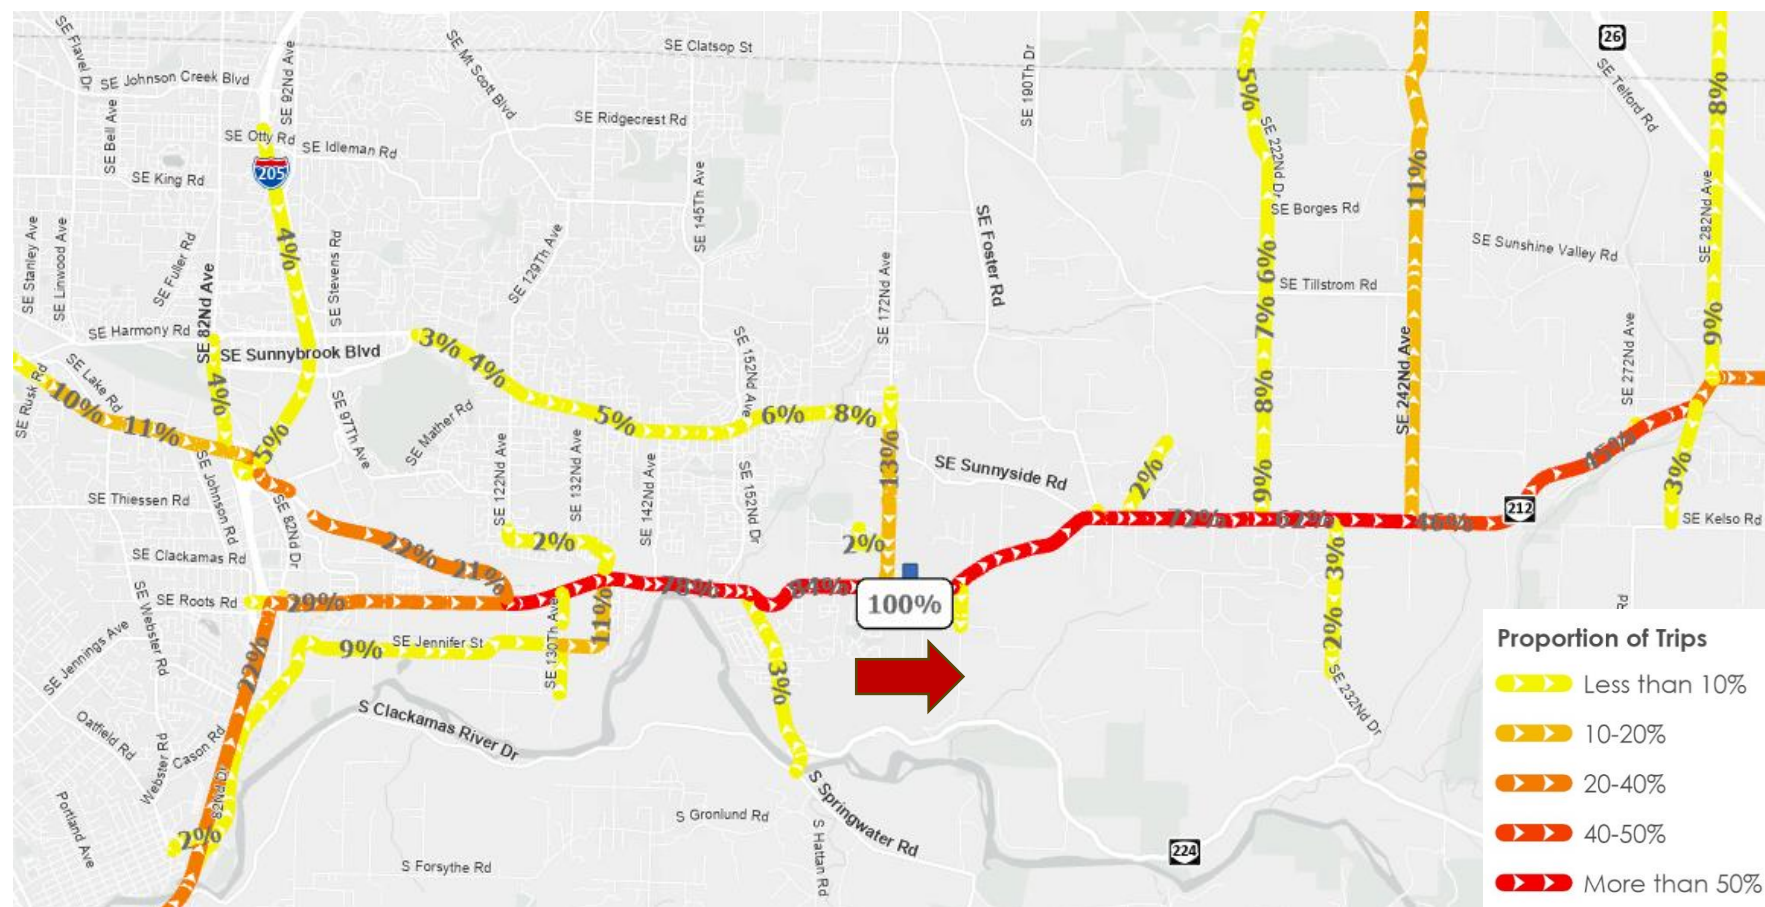 SE Flavel Dr
SE 92Nd Ave
SE Mt Scott Blvd
SE Clatsop St
SE 190Th Dr
26
SE Telford Rd
SE Johnson Creek Blvd
SE Bell Ave
SE Otty Rd
SE Idleman Rd
SE Ridgecrest Rd
205
SE King Rd
SE 145Th Ave
5%
SE 222Nd Dr
11%
8%
SE Stanley Ave
SE Linwood Ave
SE Fuller Rd
SE 82Nd Ave
4%
SE Stevens Rd
SE 129Th Ave
SE 172Nd Ave
SE Foster Rd
SE Borges Rd
SE Sunshine Valley Rd
SE 282Nd Ave
6%
SE Tillstrom Rd
SE Harmony Rd
SE Sunnybrook Blvd
3%
4%
SE 152Nd Ave
7%
SE 242Nd Ave
SE 272Nd Ave
9%
SE Rusk Rd
SE Lake Rd
10%
11%
4%
5%
SE 97Th Ave
SE Mather Rd
5%
6%
8%
8%
13%
SE Sunnyside Rd
2%
9%
45%
3%
SE Thiessen Rd
SE Johnson Rd
SE 82Nd Dr
SE 122Nd Ave
SE 132Nd Ave
SE 142Nd Ave
SE 152Nd Dr
72%
62%
46%
212
SE Kelso Rd
SE Clackamas Rd
22%
21%
2%
2%
3%
SE Roots Rd
29%
78%
84%
100%
SE Webster Rd
SE Jennings Ave
22%
9%
SE Jennifer St
SE 130Th Ave
11%
3%
2%
SE 232Nd Dr
Rd
Oatfield Rd
Webster Rd
Cason Rd
82Nd Dr
S Clackamas River Dr
Portland Ave
2%
S Forsythe Rd
S Gronlund Rd
S Hattan Rd
S Springwater Rd
224
Proportion of Trips
Less than 10%
10-20%
20-40%
40-50%
More than 50%